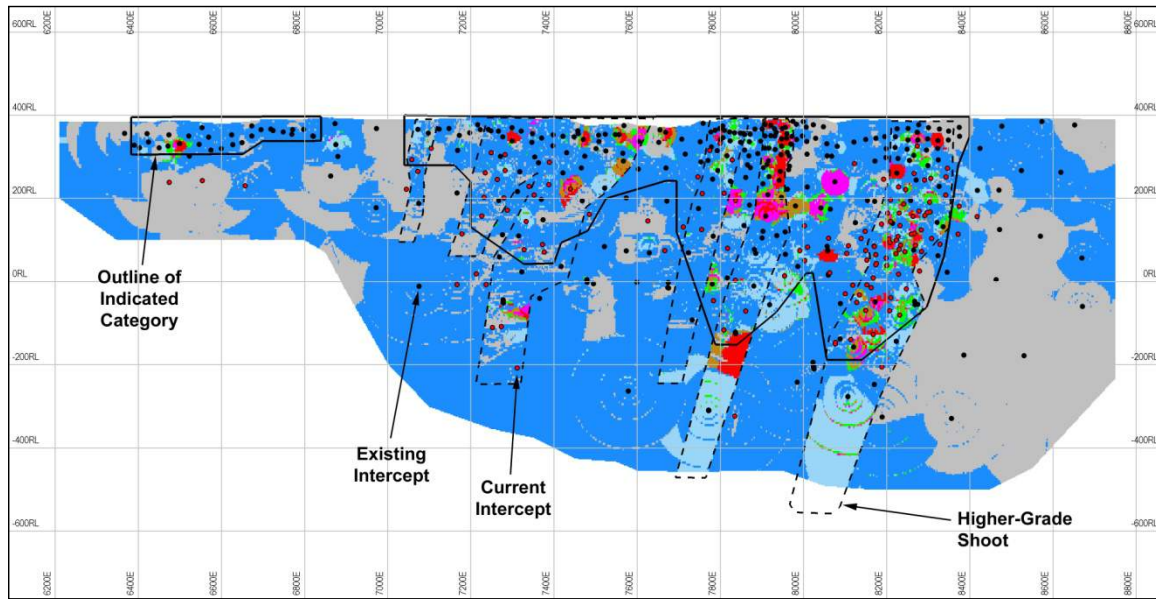 6200E 6400E 6600E 6800E 7000E 7200E 7400E 7600E 7800E 8000E 8200E 8400E 8600E 8800E
600RL 600RL
400RL 400RL
200RL 200RL
0RL 0RL
Outline of
Indicated
Category
-200RL -200RL
-400RL -400RL
Existing
Intercept
Current
Intercept
-600RL -600RL
Higher-Grade
Shoot
6200E 6400E 6600E 6800E 7000E 7200E 7400E 7600E 7800E 8000E 8200E 8400E 8600E 8800E